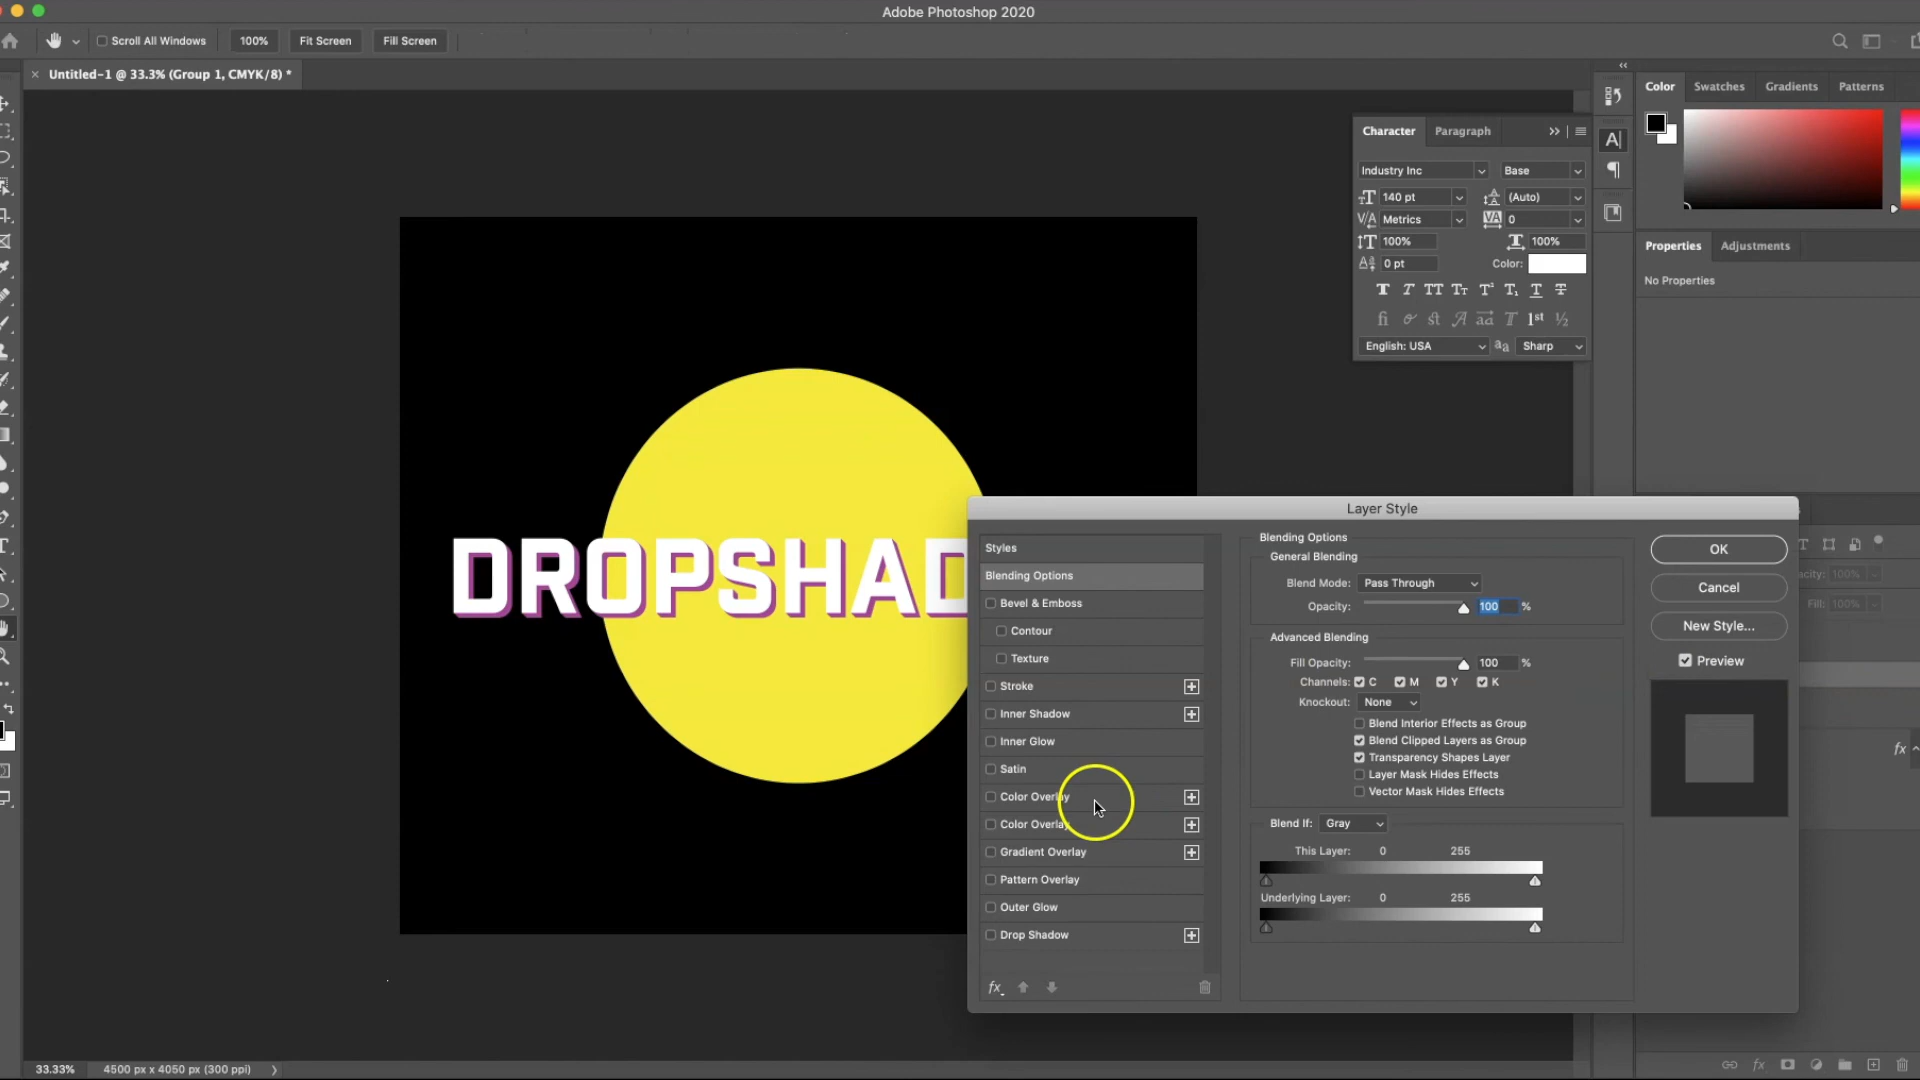 Adobe Photoshop 2020
Scroll All Windows 100% Fit Screen Fill Screen
× Untitled-1 @ 33.3% (Group 1, CMYK/8) *
Color Swatches Gradients Patterns
Character Paragraph
Industry Inc Base
140 pt (Auto)
Metrics 0
100% 100%
0 pt Color:
English: USA Sharp
Properties Adjustments
No Properties
DROPSHAD
Layer Style
Styles
Blending Options
Bevel & Emboss
Contour
Texture
Stroke
Inner Shadow
Inner Glow
Satin
Color Overlay
Color Overlay
Gradient Overlay
Pattern Overlay
Outer Glow
Drop Shadow
fx
Blending Options
General Blending
Blend Mode: Pass Through
Opacity: 100 %
Advanced Blending
Fill Opacity: 100 %
Channels: C M Y K
Knockout: None
Blend Interior Effects as Group
Blend Clipped Layers as Group
Transparency Shapes Layer
Layer Mask Hides Effects
Vector Mask Hides Effects
Blend If: Gray
This Layer: 0 255
Underlying Layer: 0 255
OK
Cancel
New Style...
Preview
acity: 100%
Fill: 100%
fx
33.33% 4500 px x 4050 px (300 ppi)
fx